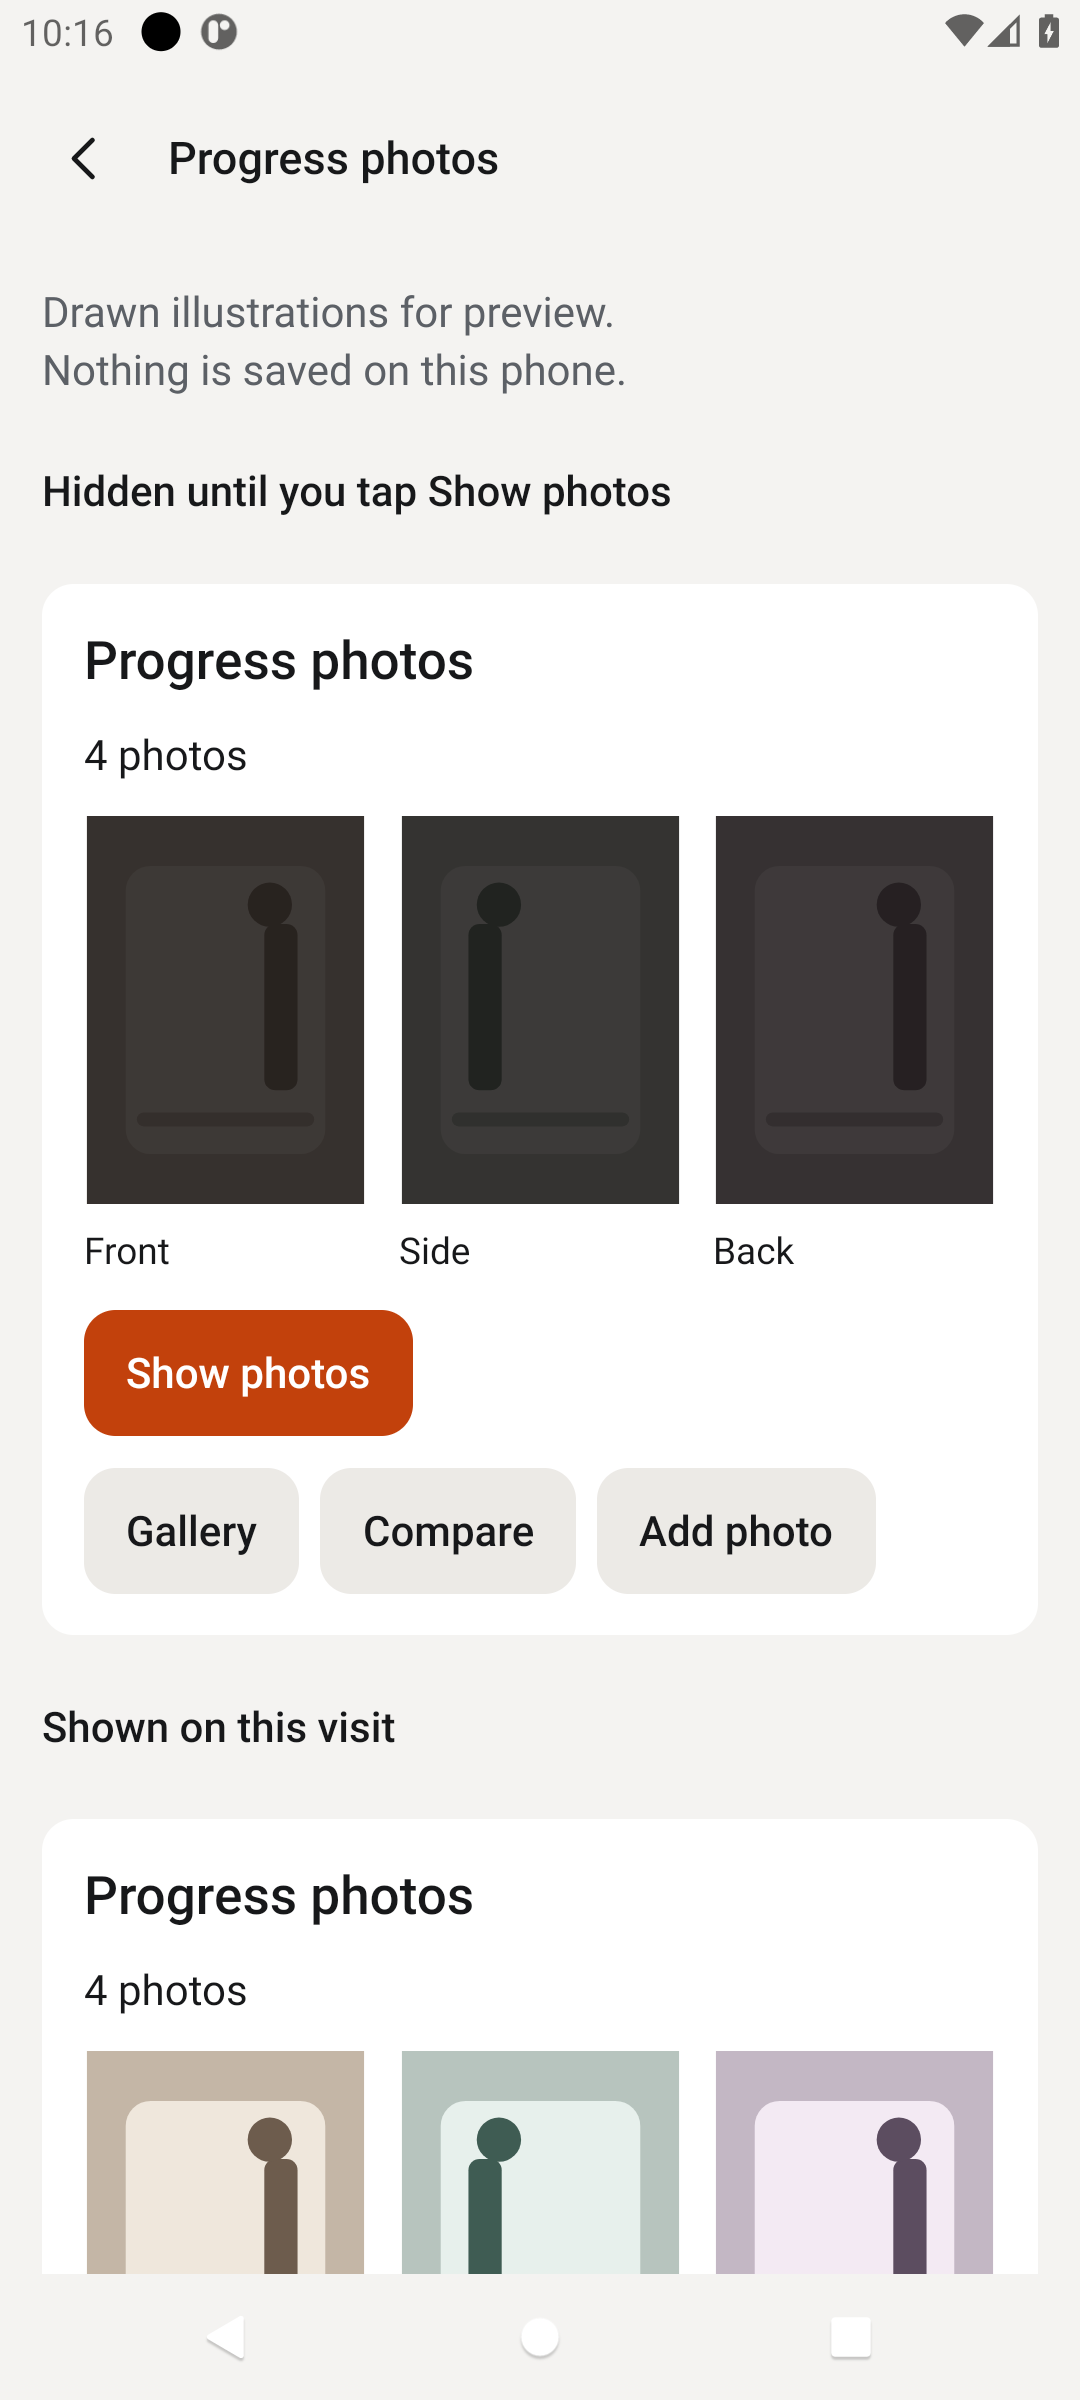 10:16
Progress photos
Drawn illustrations for preview.
Nothing is saved on this phone.
Hidden until you tap Show photos
Progress photos
4 photos
Front Side Back
Show photos
Gallery Compare Add photo
Shown on this visit
Progress photos
4 photos